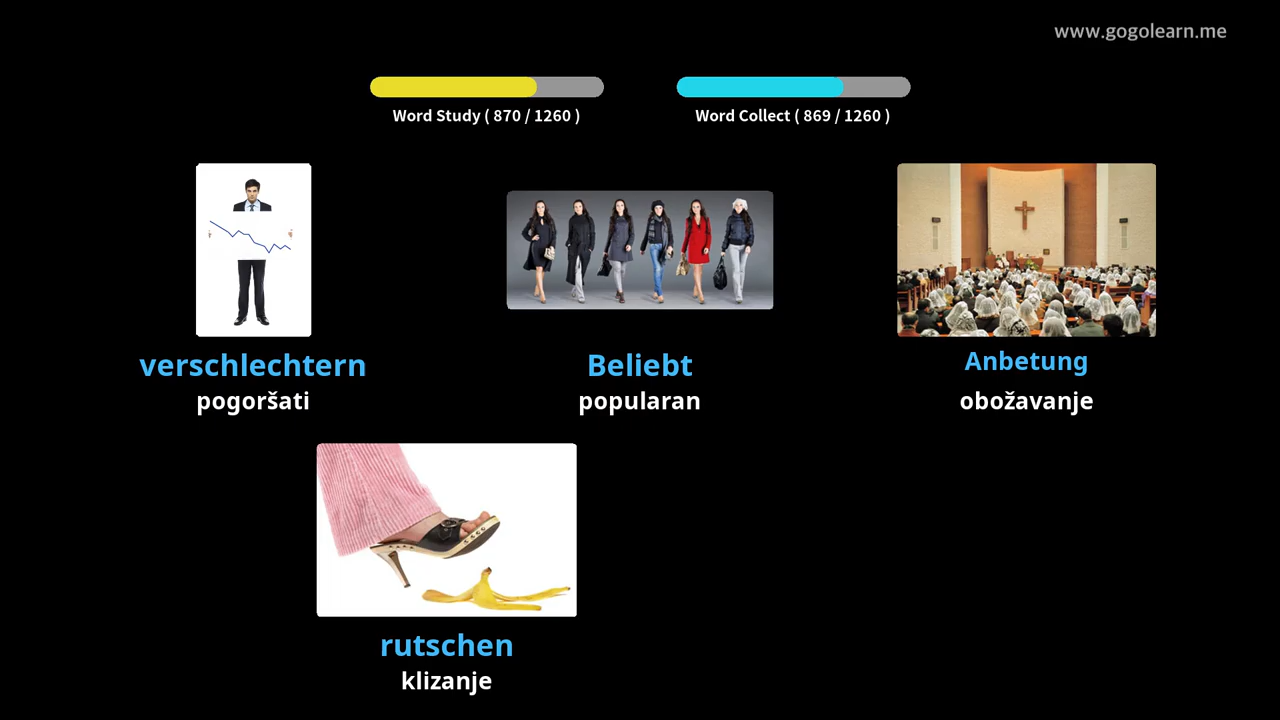 www.gogolearn.me
Word Study ( 870 / 1260 )
Word Collect ( 869 / 1260 )
verschlechtern
pogoršati
Beliebt
popularan
Anbetung
obožavanje
rutschen
klizanje